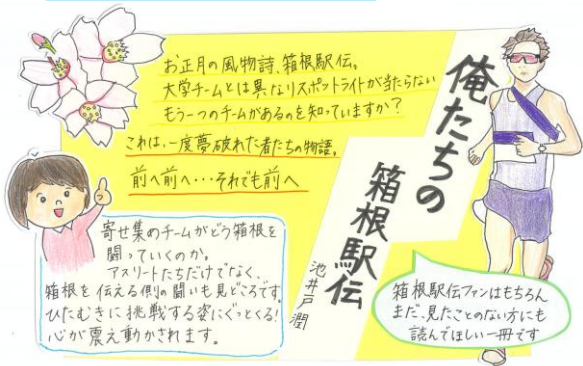 お正月の風物詩、箱根駅伝。
大学チームとは異なりスポットライトが当たらない
もう一つのチームがあるのを知っていますか？
これは、一度夢破れた者たちの物語。
前へ前へ・・・それでも前へ
俺たちの
箱根駅伝
池井戸潤
寄せ集めチームがどう箱根を
闘っていくのか。
アスリートたちだけでなく、
箱根を伝える側の闘いも見どころです。
ひたむきに挑戦する姿にぐっとくる!
心が震え動かされます。
箱根駅伝ファンはもちろん
まだ、見たことのない方にも
読んでほしい一冊です